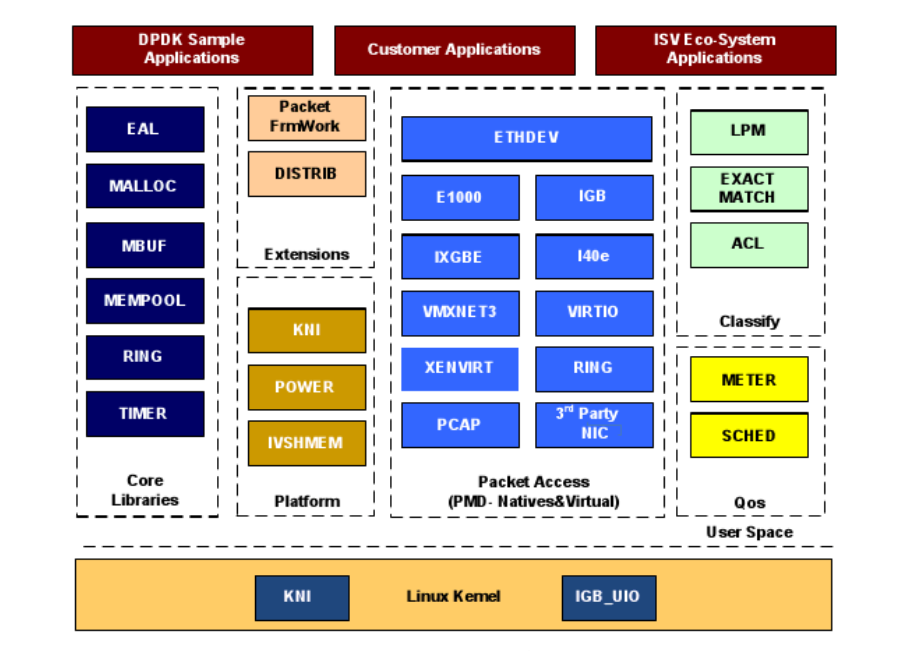 DPDK Sample
Applications
Customer Applications
ISV Eco-System
Applications
EAL
MALLOC
MBUF
MEMPOOL
RING
TIMER
Core
Libraries
Packet
FrmWork
DISTRIB
Extensions
KNI
POWER
IVSHMEM
Platform
ETHDEV
E1000
IGB
IXGBE
I40e
VMXNET3
VIRTIO
XENVIRT
RING
PCAP
3rd Party
NIC
Packet Access
(PMD- Natives&Virtual)
LPM
EXACT
MATCH
ACL
Classify
METER
SCHED
Qos
User Space
KNI
Linux Kernel
IGB_UIO